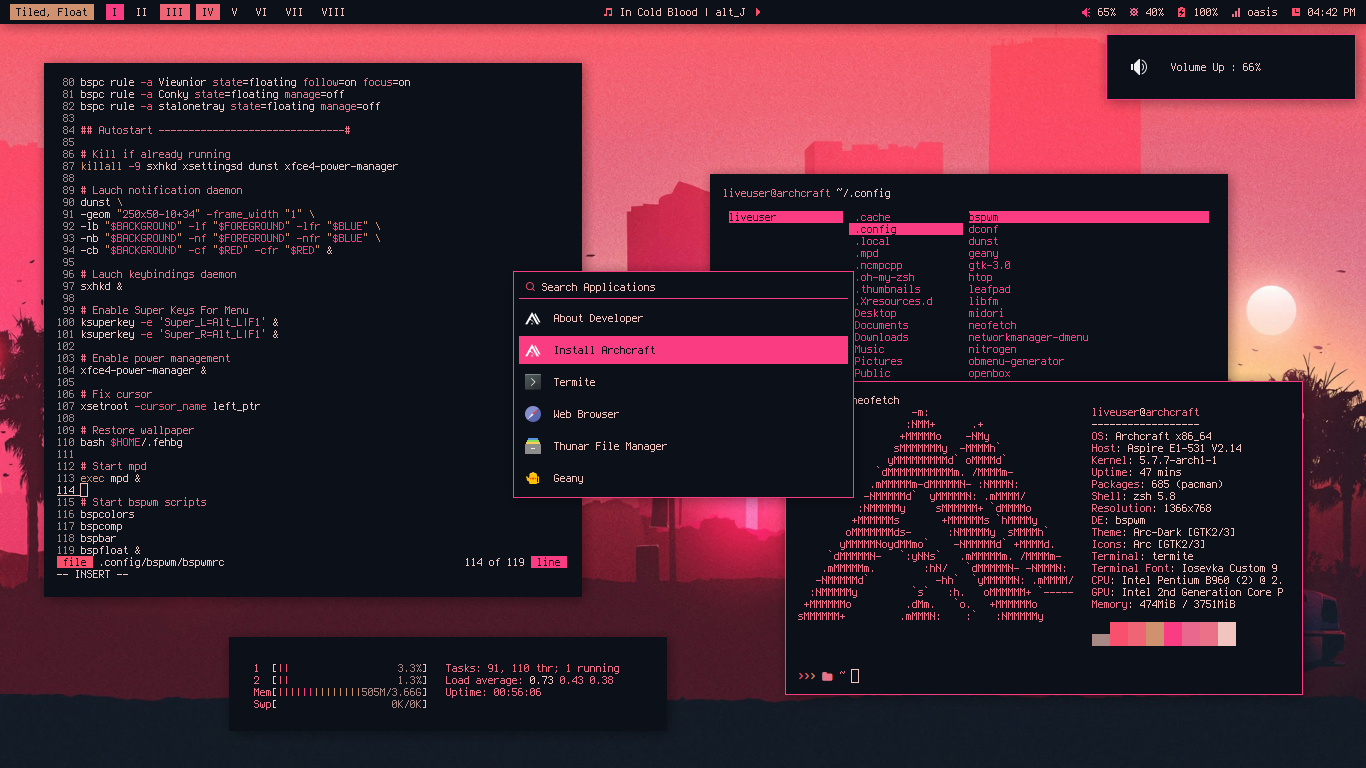 Tiled, Float I II III IV V VI VII VIII In Cold Blood | alt_J 65% 40% 100% oasis 04:42 PM
Volume Up : 66%
80 bspc rule -a Viewnior state=floating follow=on focus=on
81 bspc rule -a Conky state=floating manage=off
82 bspc rule -a stalonetray state=floating manage=off
83
84 ## Autostart -------------------------------#
85
86 # Kill if already running
87 killall -9 sxhkd xsettingsd dunst xfce4-power-manager
88
89 # Lauch notification daemon
90 dunst \
91 -geom "250x50-10+34" -frame_width "1" \
92 -lb "$BACKGROUND" -lf "$FOREGROUND" -lfr "$BLUE" \
93 -nb "$BACKGROUND" -nf "$FOREGROUND" -nfr "$BLUE" \
94 -cb "$BACKGROUND" -cf "$RED" -cfr "$RED" &
95
96 # Lauch keybindings daemon
97 sxhkd &
98
99 # Enable Super Keys For Menu
100 ksuperkey -e 'Super_L=Alt_L|F1' &
101 ksuperkey -e 'Super_R=Alt_L|F1' &
102
103 # Enable power management
104 xfce4-power-manager &
105
106 # Fix cursor
107 xsetroot -cursor_name left_ptr
108
109 # Restore wallpaper
110 bash $HOME/.fehbg
111
112 # Start mpd
113 exec mpd &
114
115 # Start bspwm scripts
116 bspcolors
117 bspcomp
118 bspbar
119 bspfloat &
file .config/bspwm/bspwmrc 114 of 119 line
-- INSERT --
liveuser@archcraft ~/.config
liveuser .cache bspwm
.config dconf
.local dunst
.mpd geany
.ncmpcpp gtk-3.0
.oh-my-zsh htop
.thumbnails leafpad
.Xresources.d libfm
Desktop midori
Documents neofetch
Downloads networkmanager-dmenu
Music nitrogen
Pictures obmenu-generator
Public openbox
Search Applications
About Developer
Install Archcraft
Termite
Web Browser
Thunar File Manager
Geany
neofetch
liveuser@archcraft
------------------
OS: Archcraft x86_64
Host: Aspire E1-531 V2.14
Kernel: 5.7.7-arch1-1
Uptime: 47 mins
Packages: 685 (pacman)
Shell: zsh 5.8
Resolution: 1366x768
DE: bspwm
Theme: Arc-Dark [GTK2/3]
Icons: Arc [GTK2/3]
Terminal: termite
Terminal Font: Iosevka Custom 9
CPU: Intel Pentium B960 (2) @ 2.
GPU: Intel 2nd Generation Core P
Memory: 474MiB / 3751MiB
>>> ~
1 [|| 3.3%] Tasks: 91, 110 thr; 1 running
2 [|| 1.3%] Load average: 0.73 0.43 0.38
Mem[||||||||||||||505M/3.66G] Uptime: 00:56:06
Swp[ 0K/0K]